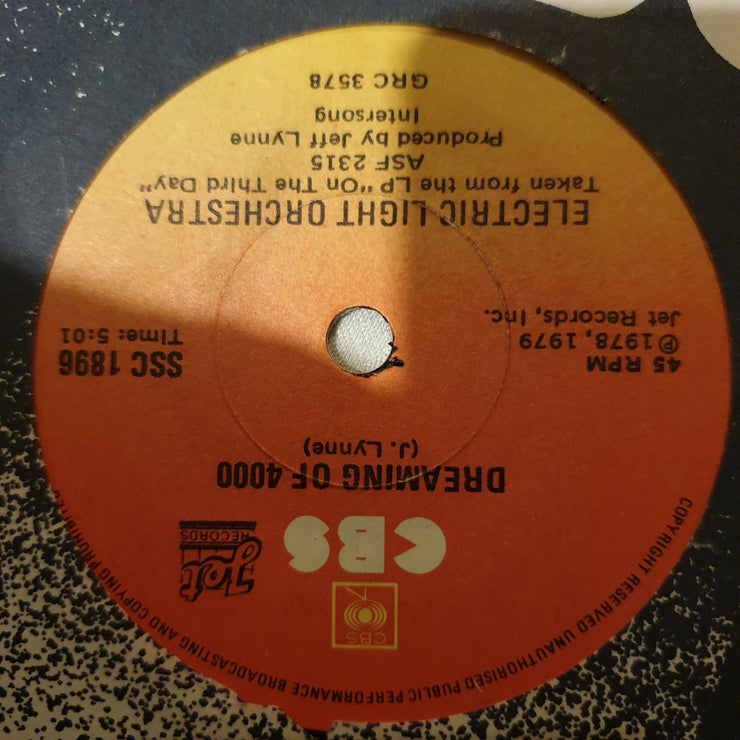 COPYRIGHT RESERVED UNAUTHORISED PUBLIC PERFORMANCE BROADCASTING AND COPYING PROHIBITED
CBS
CBS
Jet
RECORDS
DREAMING OF 4000
(J. Lynne)
45 RPM
℗1978, 1979
Jet Records, Inc.
SSC 1896
Time: 5:01
ELECTRIC LIGHT ORCHESTRA
Taken from the LP "On The Third Day"
ASF 2315
Produced by Jeff Lynne
Intersong
GRC 3578